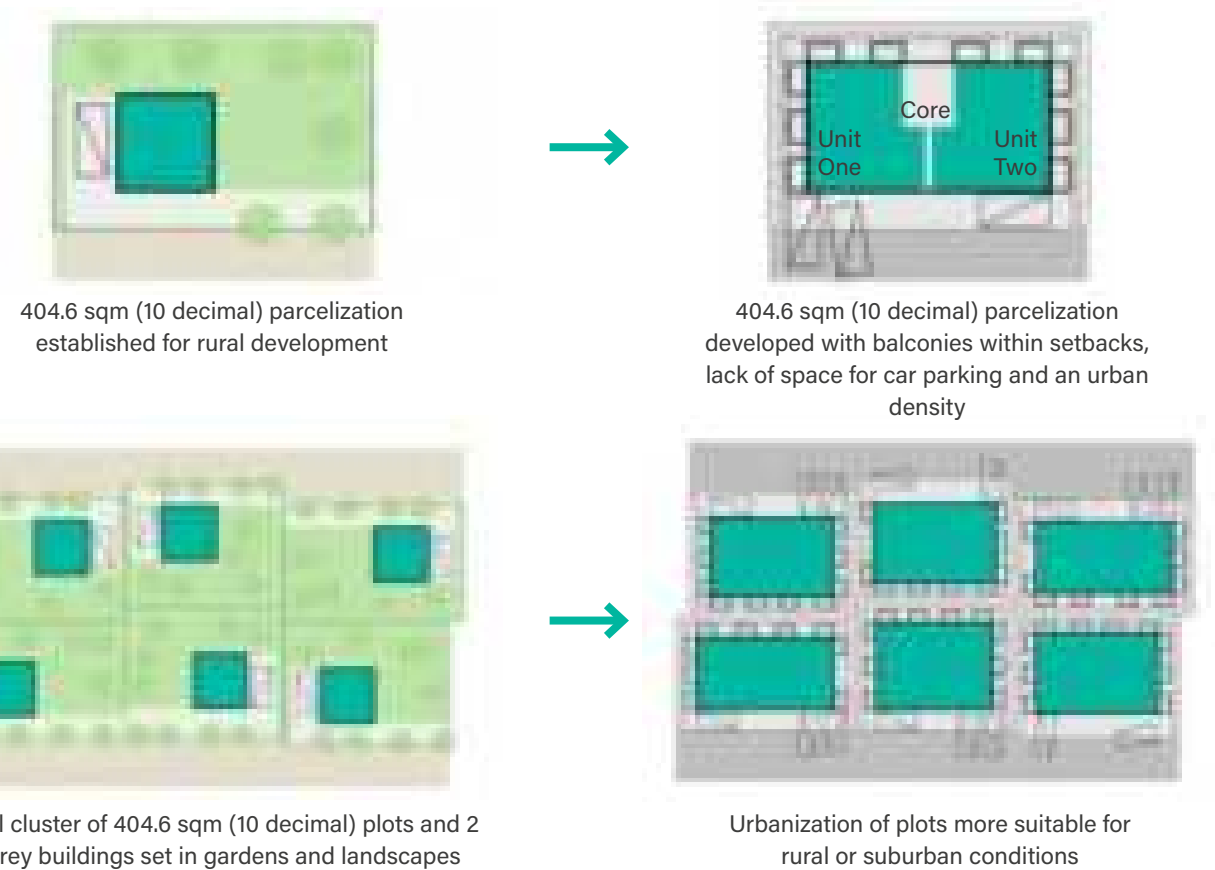 Core
Unit
One
Unit
Two
404.6 sqm (10 decimal) parcelization
established for rural development
404.6 sqm (10 decimal) parcelization
developed with balconies within setbacks,
lack of space for car parking and an urban
density
cluster of 404.6 sqm (10 decimal) plots and 2
rey buildings set in gardens and landscapes
Urbanization of plots more suitable for
rural or suburban conditions